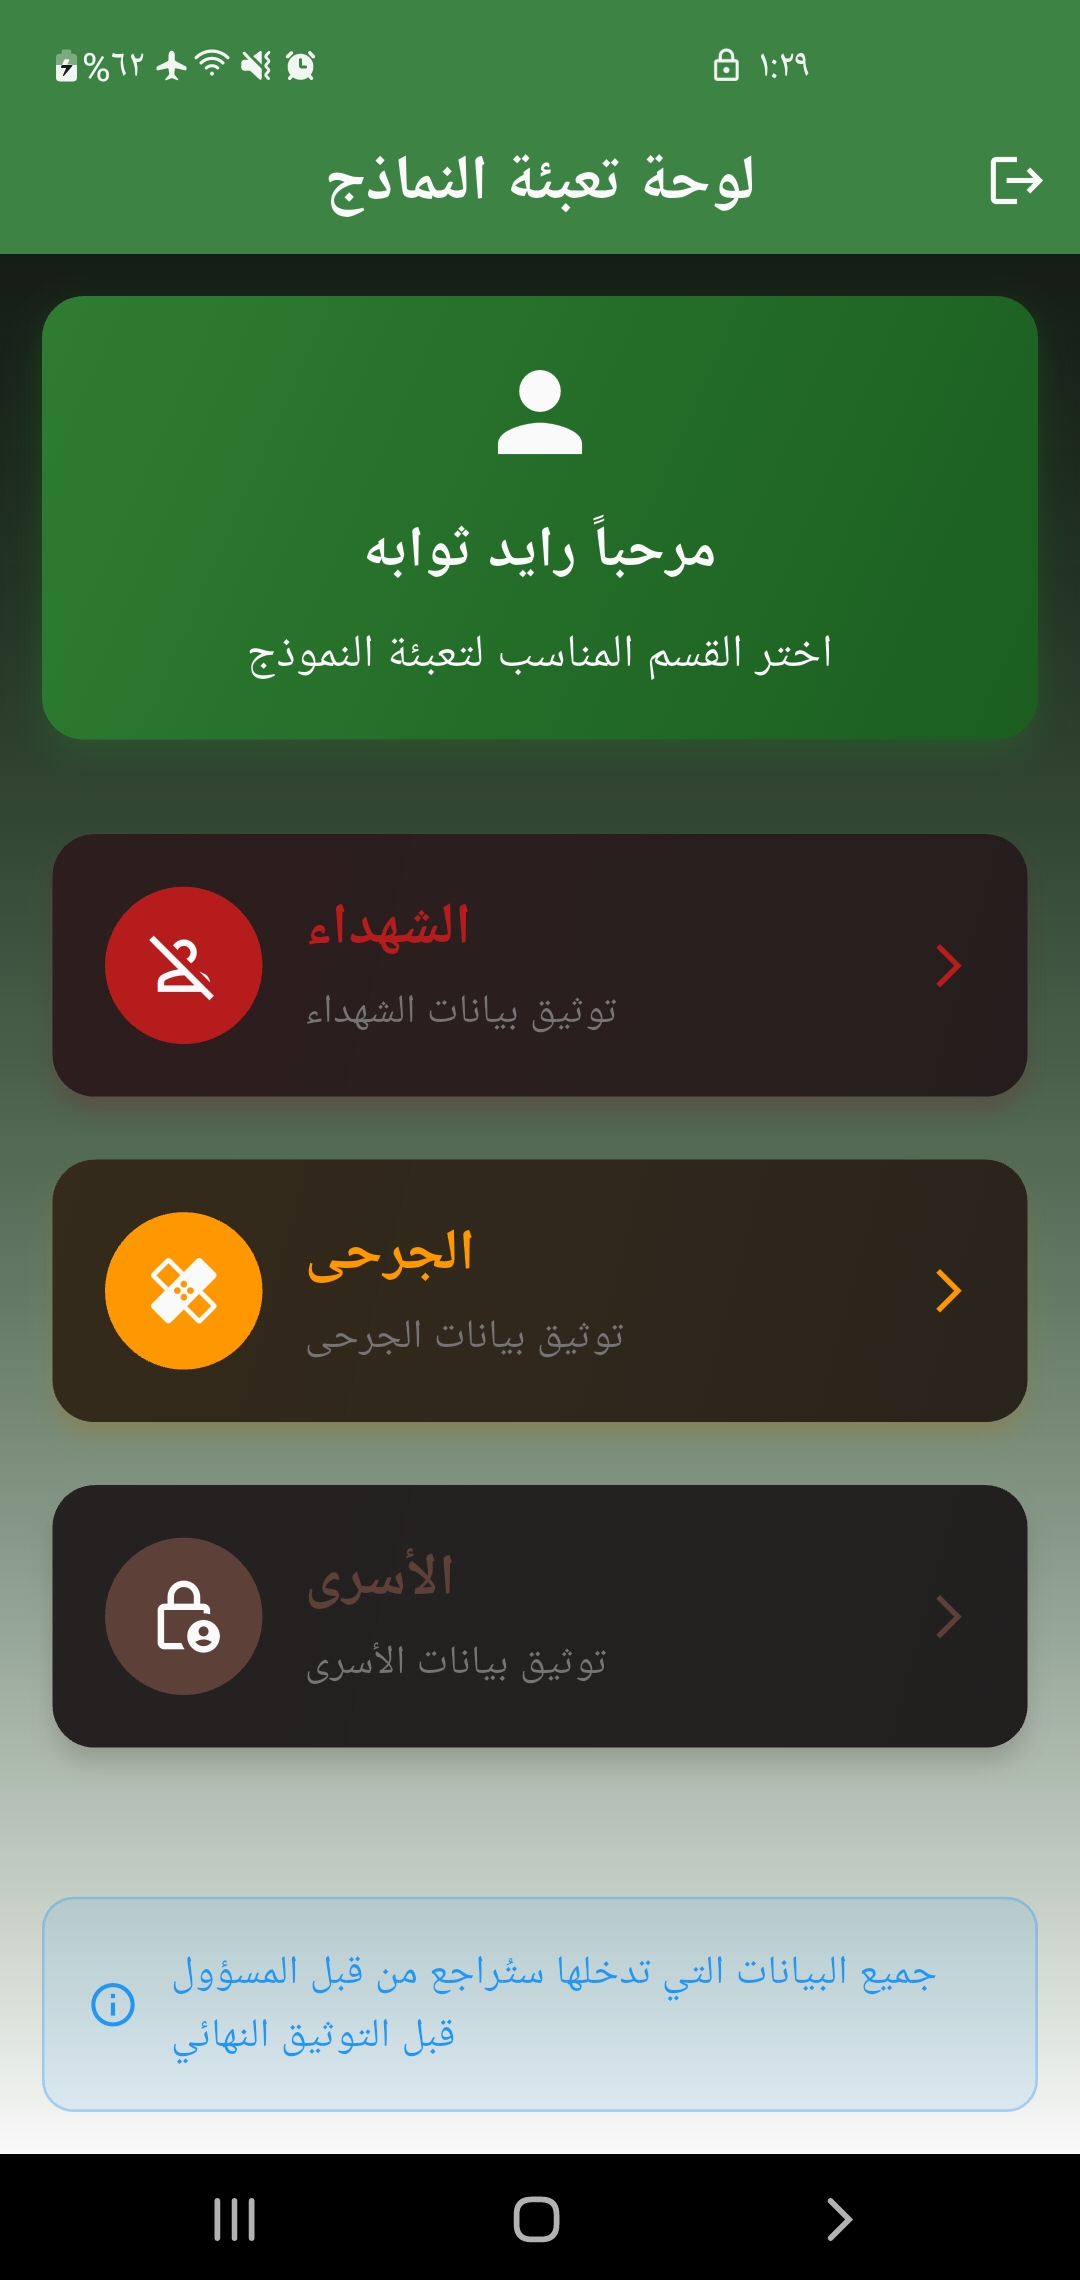 %٦٢
١:٢٩
لوحة تعبئة النماذج
مرحباً رايد ثوابه
اختر القسم المناسب لتعبئة النموذج
الشهداء
توثيق بيانات الشهداء
الجرحى
توثيق بيانات الجرحى
الأسرى
توثيق بيانات الأسرى
جميع البيانات التي تدخلها ستُراجع من قبل المسؤول
قبل التوثيق النهائي